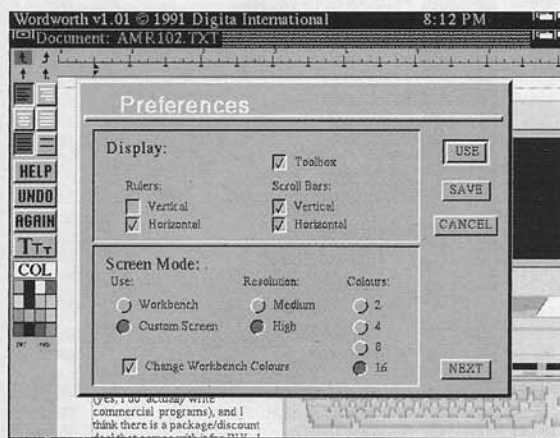 Wordworth v1.01 © 1991 Digita International 8:12 PM
Document: AMR102.TXT
Preferences
Display:
Toolbox
Rulers:
Scroll Bars:
Vertical
Vertical
Horizontal
Horizontal
USE
SAVE
CANCEL
HELP
UNDO
AGAIN
TTT
COL
Screen Mode:
Use:
Resolution:
Colours:
Workbench
Medium
2
Custom Screen
High
4
8
16
Change Workbench Colours
NEXT
(yes, I do actually write
commercial programs), and I
think there is a package/discount